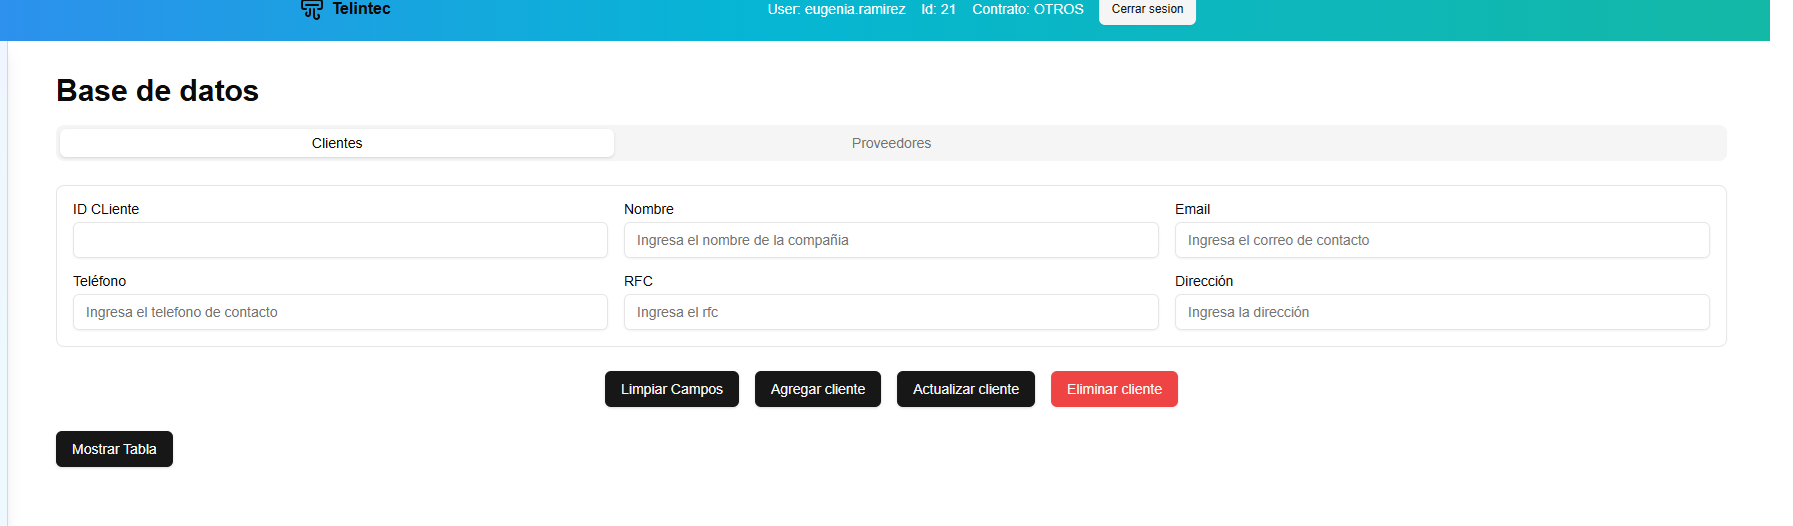 Telintec User: eugenia.ramirez Id: 21 Contrato: OTROS Cerrar sesion
Base de datos
Clientes Proveedores
ID CLiente Nombre Email
Ingresa el nombre de la compañia Ingresa el correo de contacto
Teléfono RFC Dirección
Ingresa el telefono de contacto Ingresa el rfc Ingresa la dirección
Limpiar Campos Agregar cliente Actualizar cliente Eliminar cliente
Mostrar Tabla